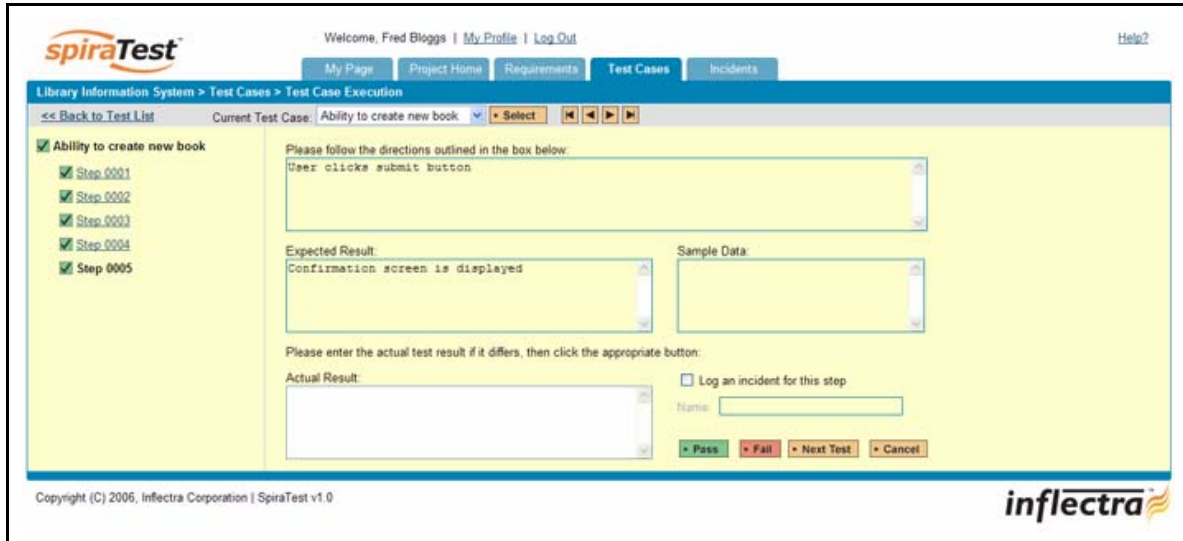 spiraTest™
Welcome, Fred Bloggs | My Profile | Log Out
Help?
My Page Project Home Requirements Test Cases Incidents
Library Information System > Test Cases > Test Case Execution
<< Back to Test List Current Test Case: Ability to create new book Select
Ability to create new book
Step 0001
Step 0002
Step 0003
Step 0004
Step 0005
Please follow the directions outlined in the box below:
User clicks submit button
Expected Result: Sample Data:
Confirmation screen is displayed
Please enter the actual test result if it differs, then click the appropriate button:
Actual Result:
Log an incident for this step
Name:
Pass Fail Next Test Cancel
Copyright (C) 2006, Inflectra Corporation | SpiraTest v1.0
inflectra